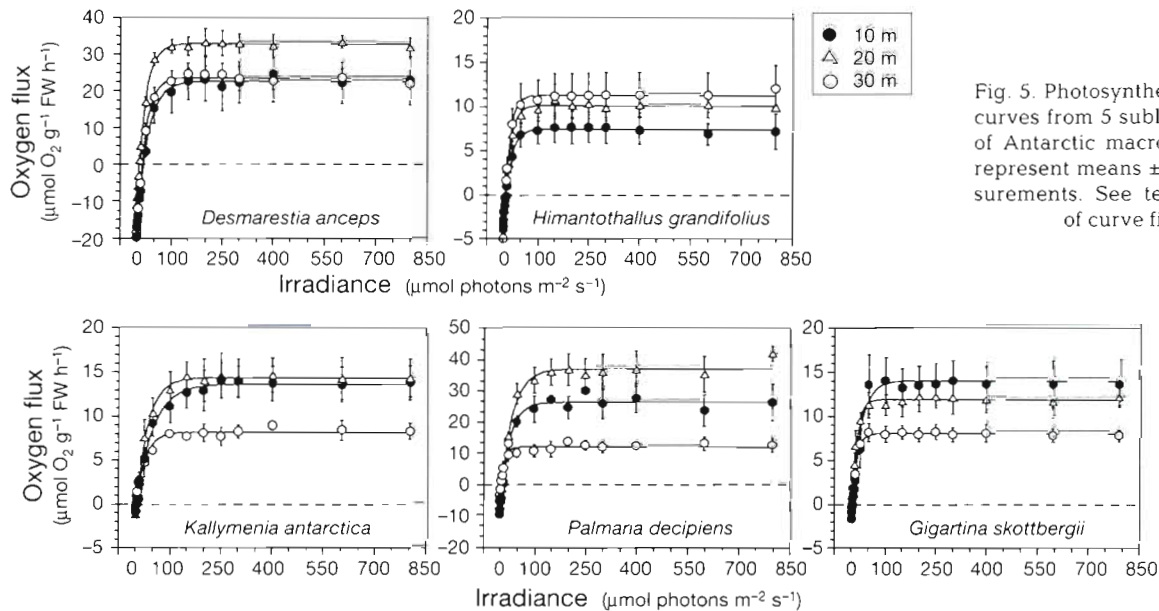 10 m
20 m
30 m
Fig. 5. Photosynthe
curves from 5 subl
of Antarctic macre
represent means ±
surements. See te
of curve fi
Oxygen flux
(μmol O₂ g⁻¹ FW h⁻¹)
40
30
20
10
0
−10
−20
Desmarestia anceps
0 100 250 400 550 700 850
20
15
10
5
0
−5
Himantothallus grandifolius
0 100 250 400 550 700 850
Irradiance (μmol photons m⁻² s⁻¹)
Oxygen flux
(μmol O₂ g⁻¹ FW h⁻¹)
20
15
10
5
0
−5
Kallymenia antarctica
0 100 250 400 550 700 850
50
40
30
20
10
0
−10
−20
Palmaria decipiens
0 100 250 400 550 700 850
20
15
10
5
0
−5
Gigartina skottbergii
0 100 250 400 550 700 850
Irradiance (μmol photons m⁻² s⁻¹)